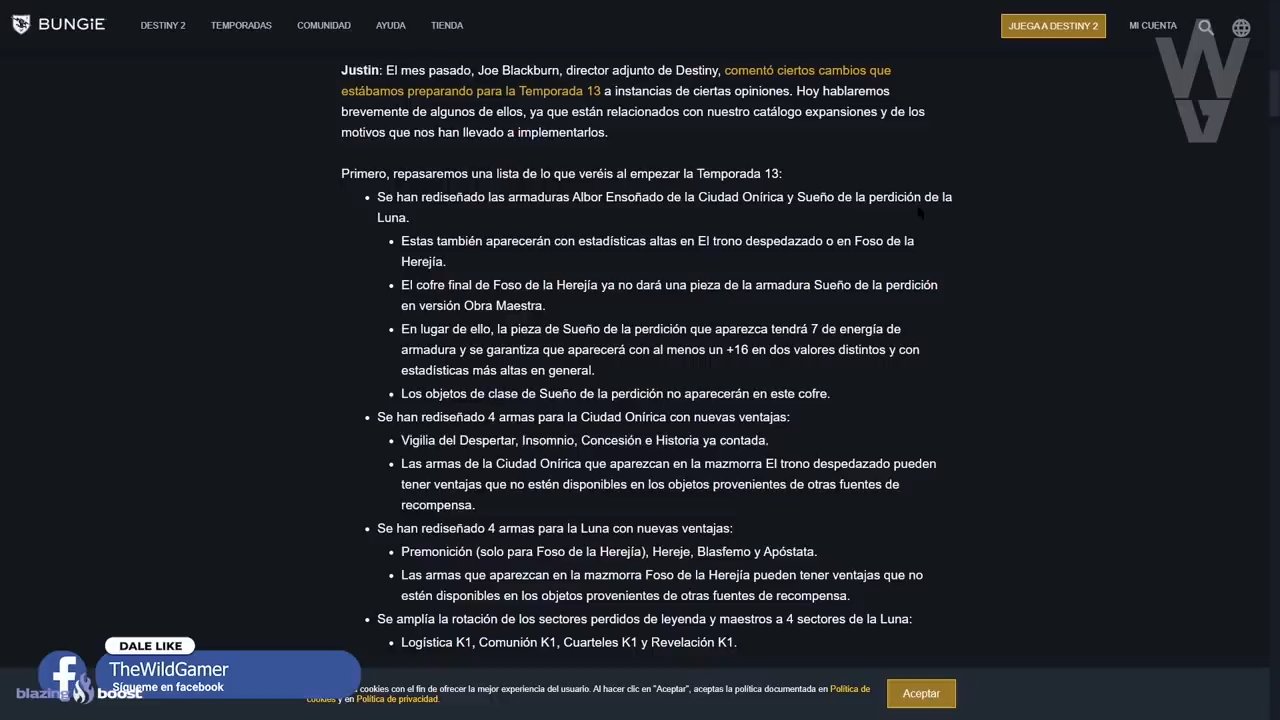 BUNGiE
DESTINY 2
TEMPORADAS
COMUNIDAD
AYUDA
TIENDA
JUEGA A DESTINY 2
MI CUENTA
WG
Justin: El mes pasado, Joe Blackburn, director adjunto de Destiny, comentó ciertos cambios que
estábamos preparando para la Temporada 13 a instancias de ciertas opiniones. Hoy hablaremos
brevemente de algunos de ellos, ya que están relacionados con nuestro catálogo expansiones y de los
motivos que nos han llevado a implementarlos.
Primero, repasaremos una lista de lo que veréis al empezar la Temporada 13:
• Se han rediseñado las armaduras Albor Ensoñado de la Ciudad Onírica y Sueño de la perdición de la
Luna.
• Estas también aparecerán con estadísticas altas en El trono despedazado o en Foso de la
Herejía.
• El cofre final de Foso de la Herejía ya no dará una pieza de la armadura Sueño de la perdición
en versión Obra Maestra.
• En lugar de ello, la pieza de Sueño de la perdición que aparezca tendrá 7 de energía de
armadura y se garantiza que aparecerá con al menos un +16 en dos valores distintos y con
estadísticas más altas en general.
• Los objetos de clase de Sueño de la perdición no aparecerán en este cofre.
• Se han rediseñado 4 armas para la Ciudad Onírica con nuevas ventajas:
• Vigilia del Despertar, Insomnio, Concesión e Historia ya contada.
• Las armas de la Ciudad Onírica que aparezcan en la mazmorra El trono despedazado pueden
tener ventajas que no estén disponibles en los objetos provenientes de otras fuentes de
recompensa.
• Se han rediseñado 4 armas para la Luna con nuevas ventajas:
• Premonición (solo para Foso de la Herejía), Hereje, Blasfemo y Apóstata.
• Las armas que aparezcan en la mazmorra Foso de la Herejía pueden tener ventajas que no
estén disponibles en los objetos provenientes de otras fuentes de recompensa.
• Se amplía la rotación de los sectores perdidos de leyenda y maestros a 4 sectores de la Luna:
• Logística K1, Comunión K1, Cuarteles K1 y Revelación K1.
DALE LIKE
TheWildGamer
Sígueme en facebook
blazing boost
cookies con el fin de ofrecer la mejor experiencia del usuario. Al hacer clic en "Aceptar", aceptas la política documentada en Política de
cookies y en Política de privacidad.
Aceptar